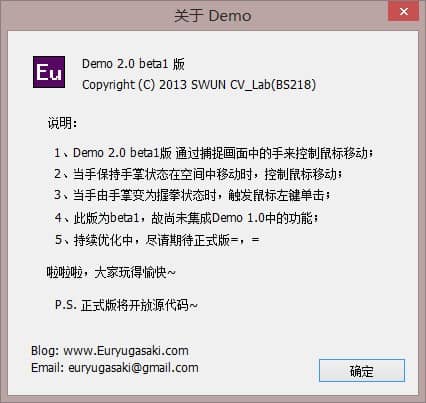 关于 Demo
Eu
Demo 2.0 beta1 版
Copyright (C) 2013 SWUN CV_Lab(BS218)
说明:
1、Demo 2.0 beta1版 通过捕捉画面中的手来控制鼠标移动；
2、当手保持手掌状态在空间中移动时，控制鼠标移动；
3、当手由手掌变为握拳状态时，触发鼠标左键单击；
4、此版为beta1，故尚未集成Demo 1.0中的功能；
5、持续优化中，尽请期待正式版=，=
啦啦啦，大家玩得愉快~
P.S. 正式版将开放源代码~
Blog: www.Euryugasaki.com
Email: euryugasaki@gmail.com
确定